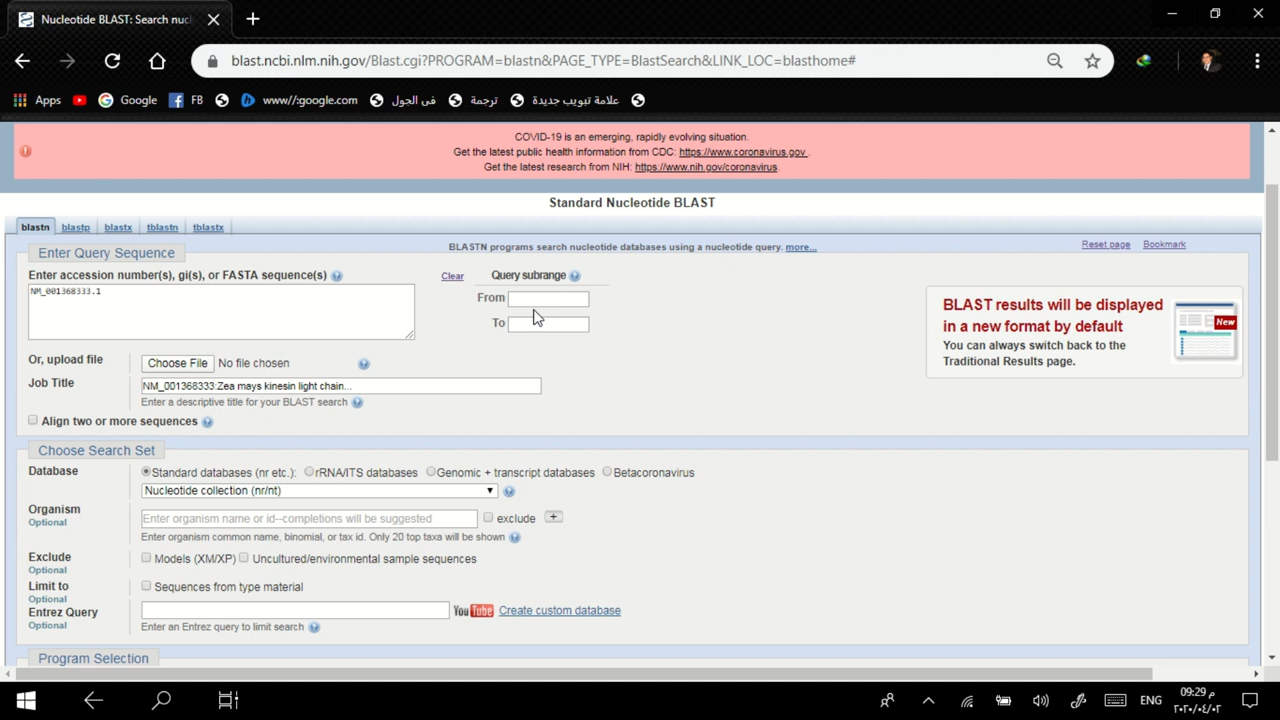 Nucleotide BLAST: Search nucl
blast.ncbi.nlm.nih.gov/Blast.cgi?PROGRAM=blastn&PAGE_TYPE=BlastSearch&LINK_LOC=blasthome#
Apps Google FB www//:google.com فى الجول ترجمة علامة تبويب جديدة
COVID-19 is an emerging, rapidly evolving situation.
Get the latest public health information from CDC: https://www.coronavirus.gov .
Get the latest research from NIH: https://www.nih.gov/coronavirus.
Standard Nucleotide BLAST
blastn blastp blastx tblastn tblastx
BLASTN programs search nucleotide databases using a nucleotide query. more...
Reset page Bookmark
Enter Query Sequence
Enter accession number(s), gi(s), or FASTA sequence(s)
Clear
Query subrange
NM_001368333.1
From
To
BLAST results will be displayed
in a new format by default
You can always switch back to the
Traditional Results page.
New
Or, upload file Choose File No file chosen
Job Title NM_001368333:Zea mays kinesin light chain...
Enter a descriptive title for your BLAST search
Align two or more sequences
Choose Search Set
Database Standard databases (nr etc.): rRNA/ITS databases Genomic + transcript databases Betacoronavirus
Nucleotide collection (nr/nt)
Organism
Optional
Enter organism name or id--completions will be suggested exclude +
Enter organism common name, binomial, or tax id. Only 20 top taxa will be shown
Exclude
Optional
Models (XM/XP) Uncultured/environmental sample sequences
Limit to
Optional
Sequences from type material
Entrez Query
Optional
YouTube Create custom database
Enter an Entrez query to limit search
Program Selection
ENG
09:29 م
٢٠٢٠/٠٤/٠٢